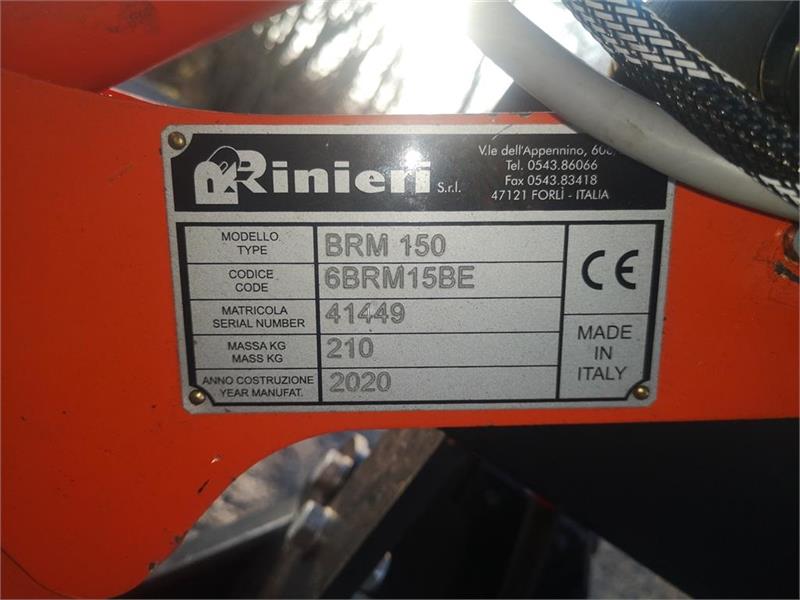 Rinieri S.r.l.
V.le dell'Appennino,
Tel. 0543.86066
Fax 0543.83418
47121 FORLÌ - ITALIA
MODELLO
TYPE
BRM 150
CODICE
CODE
6BRM15BE
MATRICOLA
SERIAL NUMBER
41449
MASSA KG
MASS KG
210
ANNO COSTRUZIONE
YEAR MANUFAT.
2020
CE
MADE
IN
ITALY